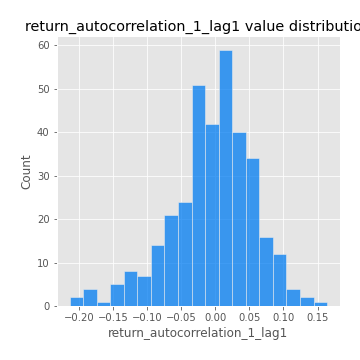 return_autocorrelation_1_lag1 value distributio
60
50
40
30
20
10
0
Count
−0.20 −0.15 −0.10 −0.05 0.00 0.05 0.10 0.15
return_autocorrelation_1_lag1